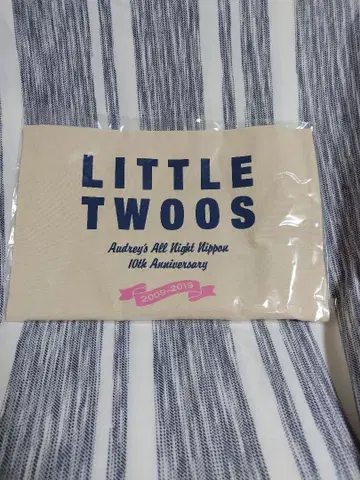 LITTLE
TWOOS
Audrey's All Night Nippon
10th Anniversary
2009-2019